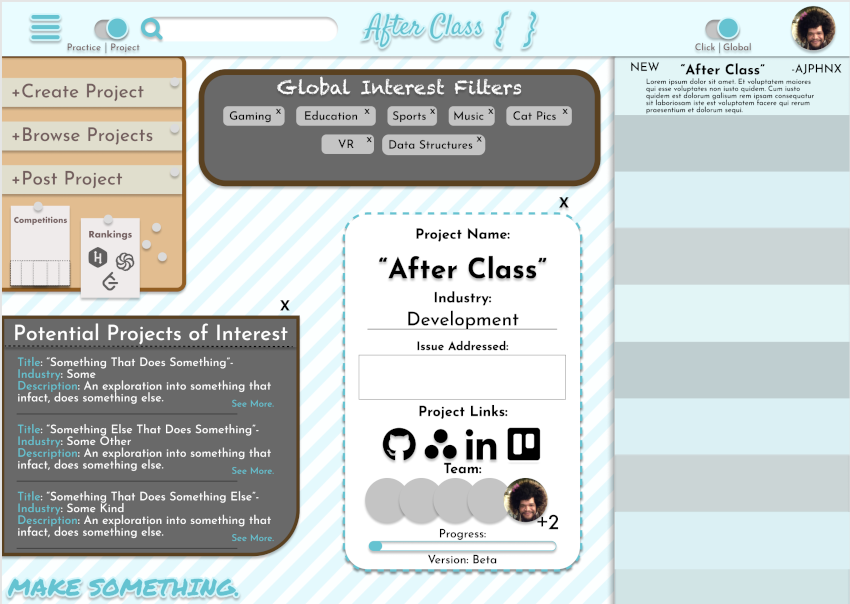 After Class { }
Practice | Project
Click | Global
+Create Project
+Browse Projects
+Post Project
Competitions
Rankings
Global Interest Filters
Gaming x
Education x
Sports x
Music x
Cat Pics x
VR x
Data Structures x
NEW “After Class” -AJPHNX
Lorem ipsum dolor sit amet. Et voluptatum maiores
quo voluptates non iusto quidem. Cum iusto
quidem est dolorum galisum rem ipsam consequatur
sit laboriosam iste est voluptatem facere qui rerum
praesentium et dolorum sequi.
X
Project Name:
“After Class”
Industry:
Development
Issue Addressed:
Project Links:
in
Team:
+2
Progress:
Version: Beta
X
Potential Projects of Interest
Title: “Something That Does Something”-
Industry: Some
Description: An exploration into something that
infact, does something else.
See More.
Title: “Something Else That Does Something”-
Industry: Some Other
Description: An exploration into something that
infact, does something else.
See More.
Title: “Something That Does Something Else”-
Industry: Some Kind
Description: An exploration into something that
infact, does something else.
See More.
MAKE SOMETHING.